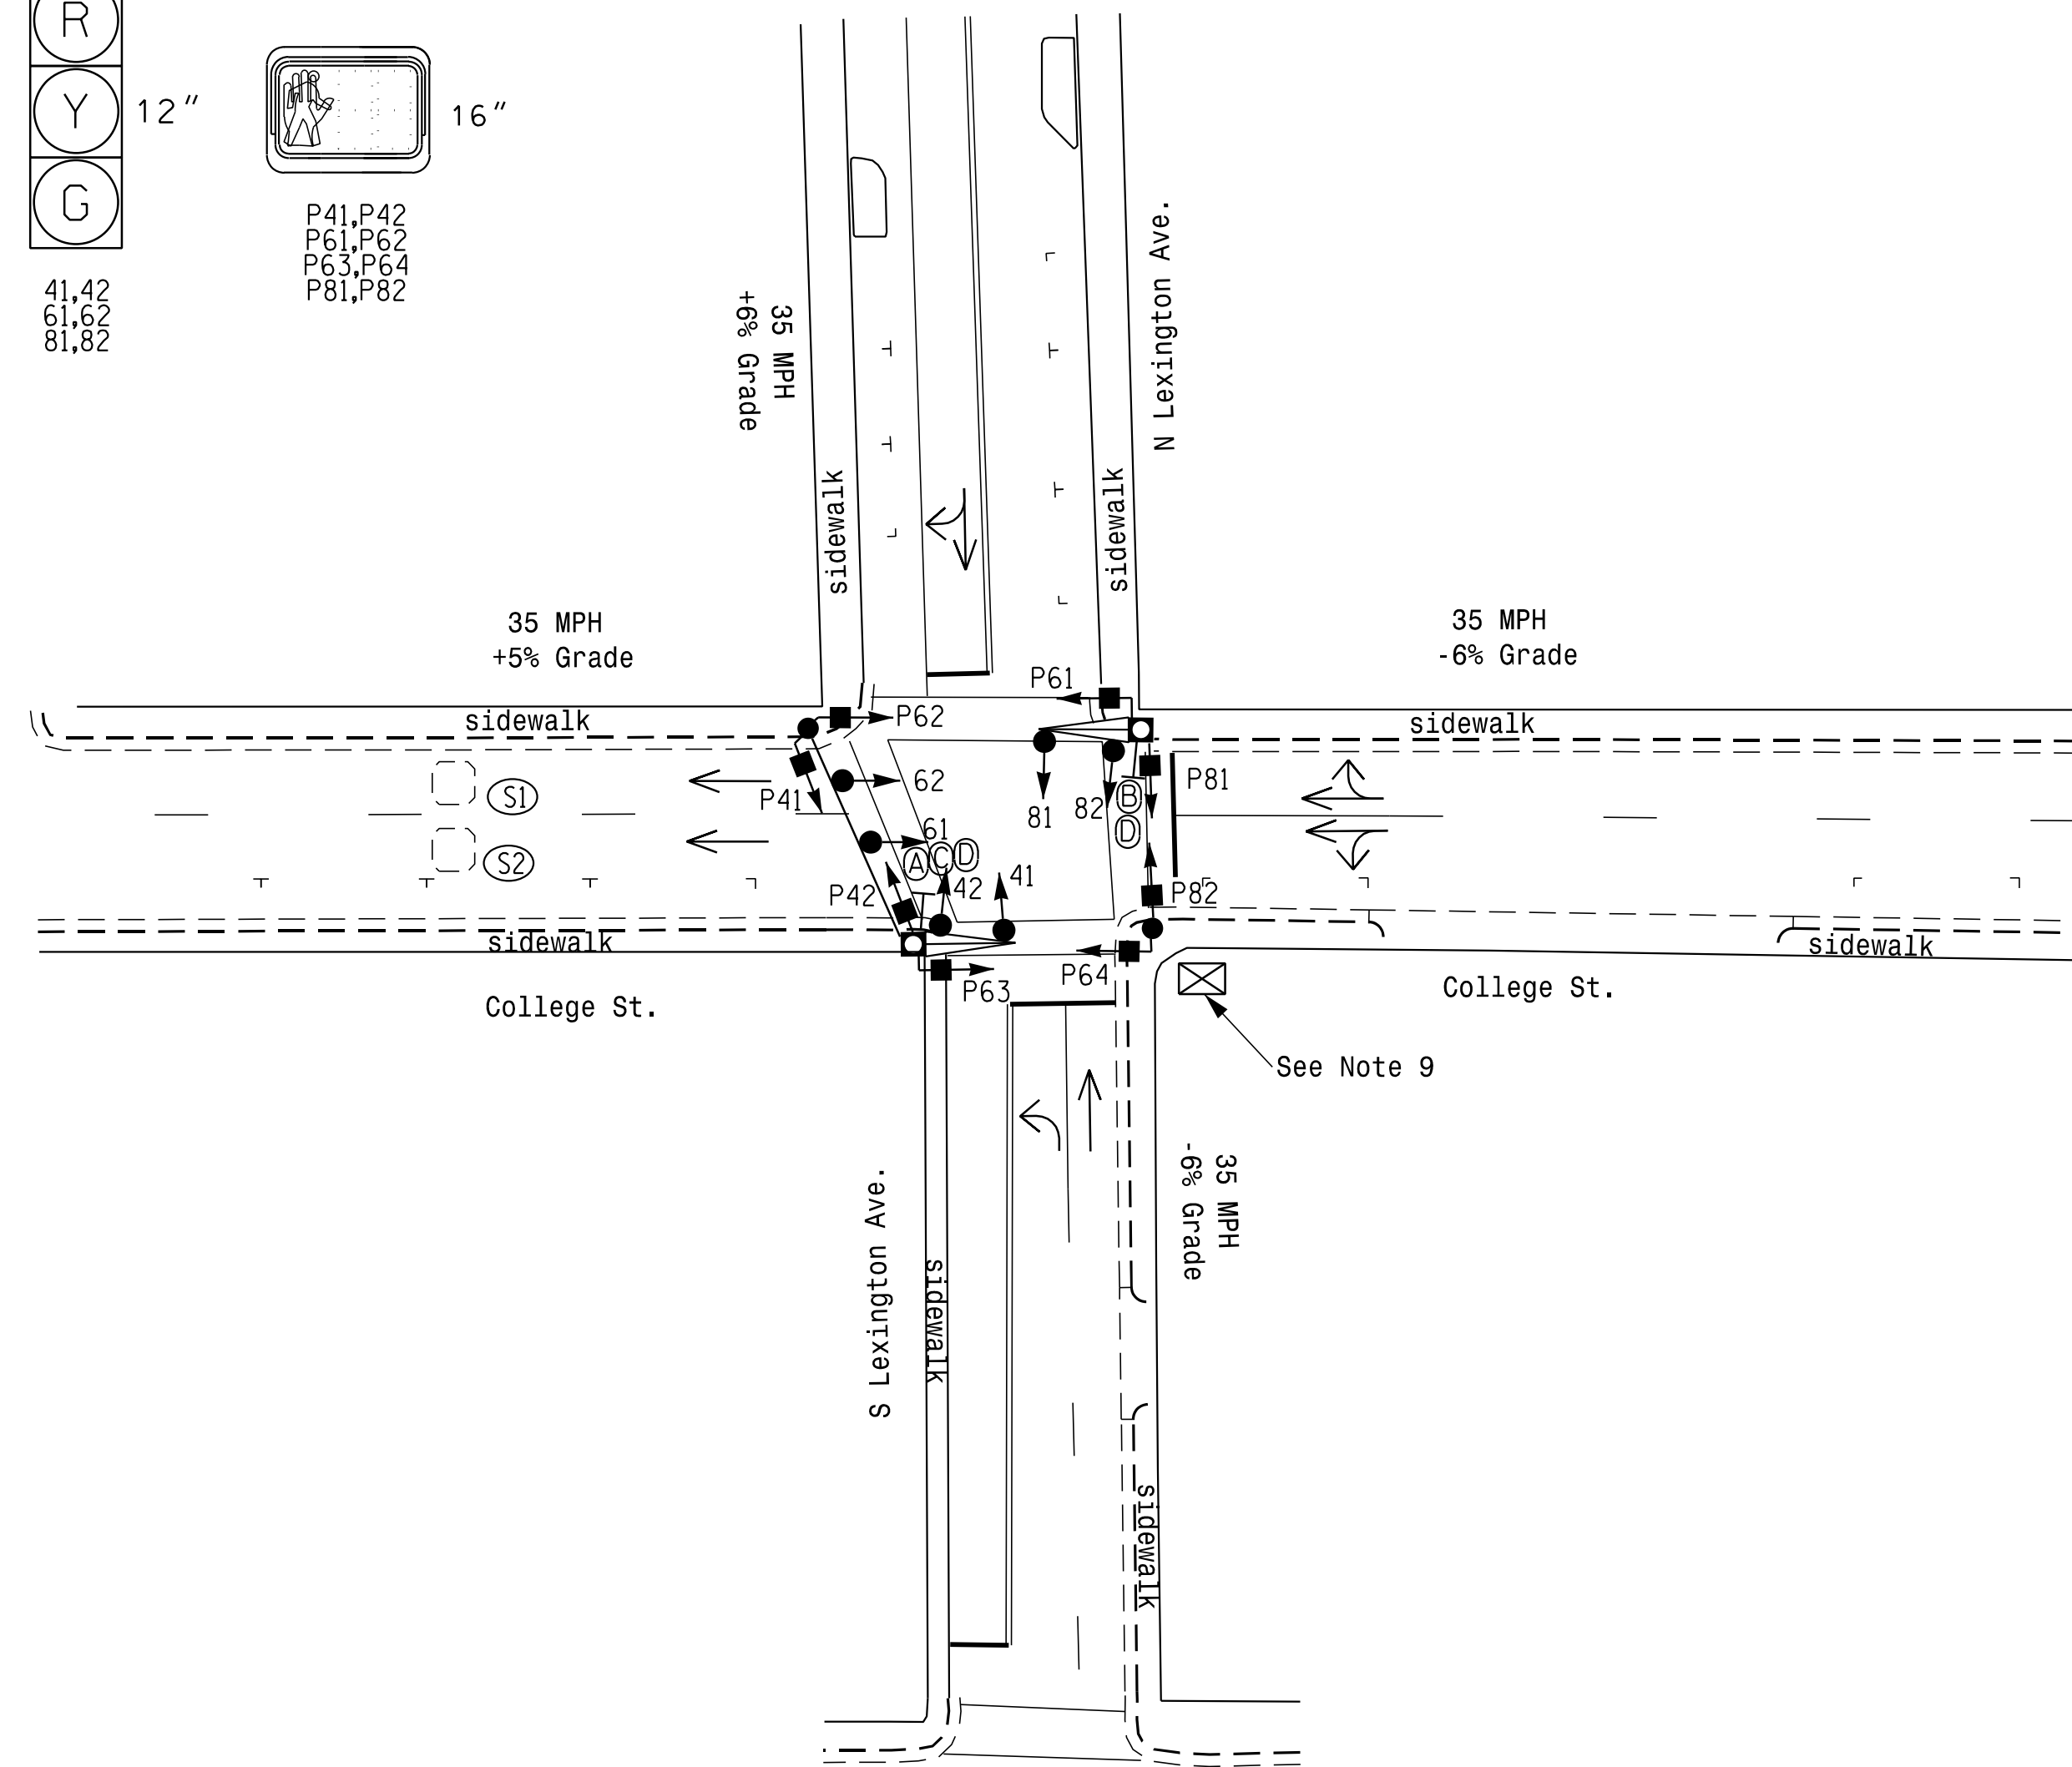 R
Y
G
12"
16"
41,42
61,62
81,82
P41,P42
P61,P62
P63,P64
P81,P82
35 MPH
+6% Grade
N Lexington Ave.
sidewalk
sidewalk
35 MPH
+5% Grade
35 MPH
-6% Grade
sidewalk
sidewalk
P61
P62
S1
S2
P41
62
61
81
82
P81
B
D
A
C
D
41
42
P42
P82
P63
P64
sidewalk
sidewalk
College St.
College St.
See Note 9
35 MPH
-6% Grade
S Lexington Ave.
sidewalk
sidewalk